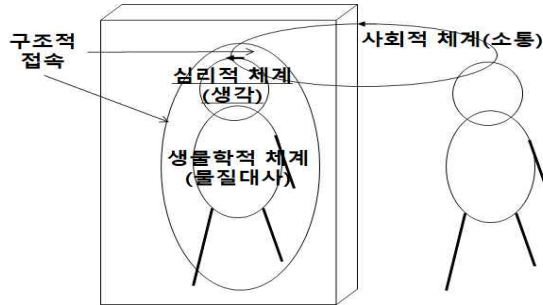 구조적
접속
사회적 체계(소통)
심리적 체계
(생각)
생물학적 체계
(물질대사)